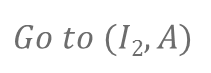 Go to (I₂, A)